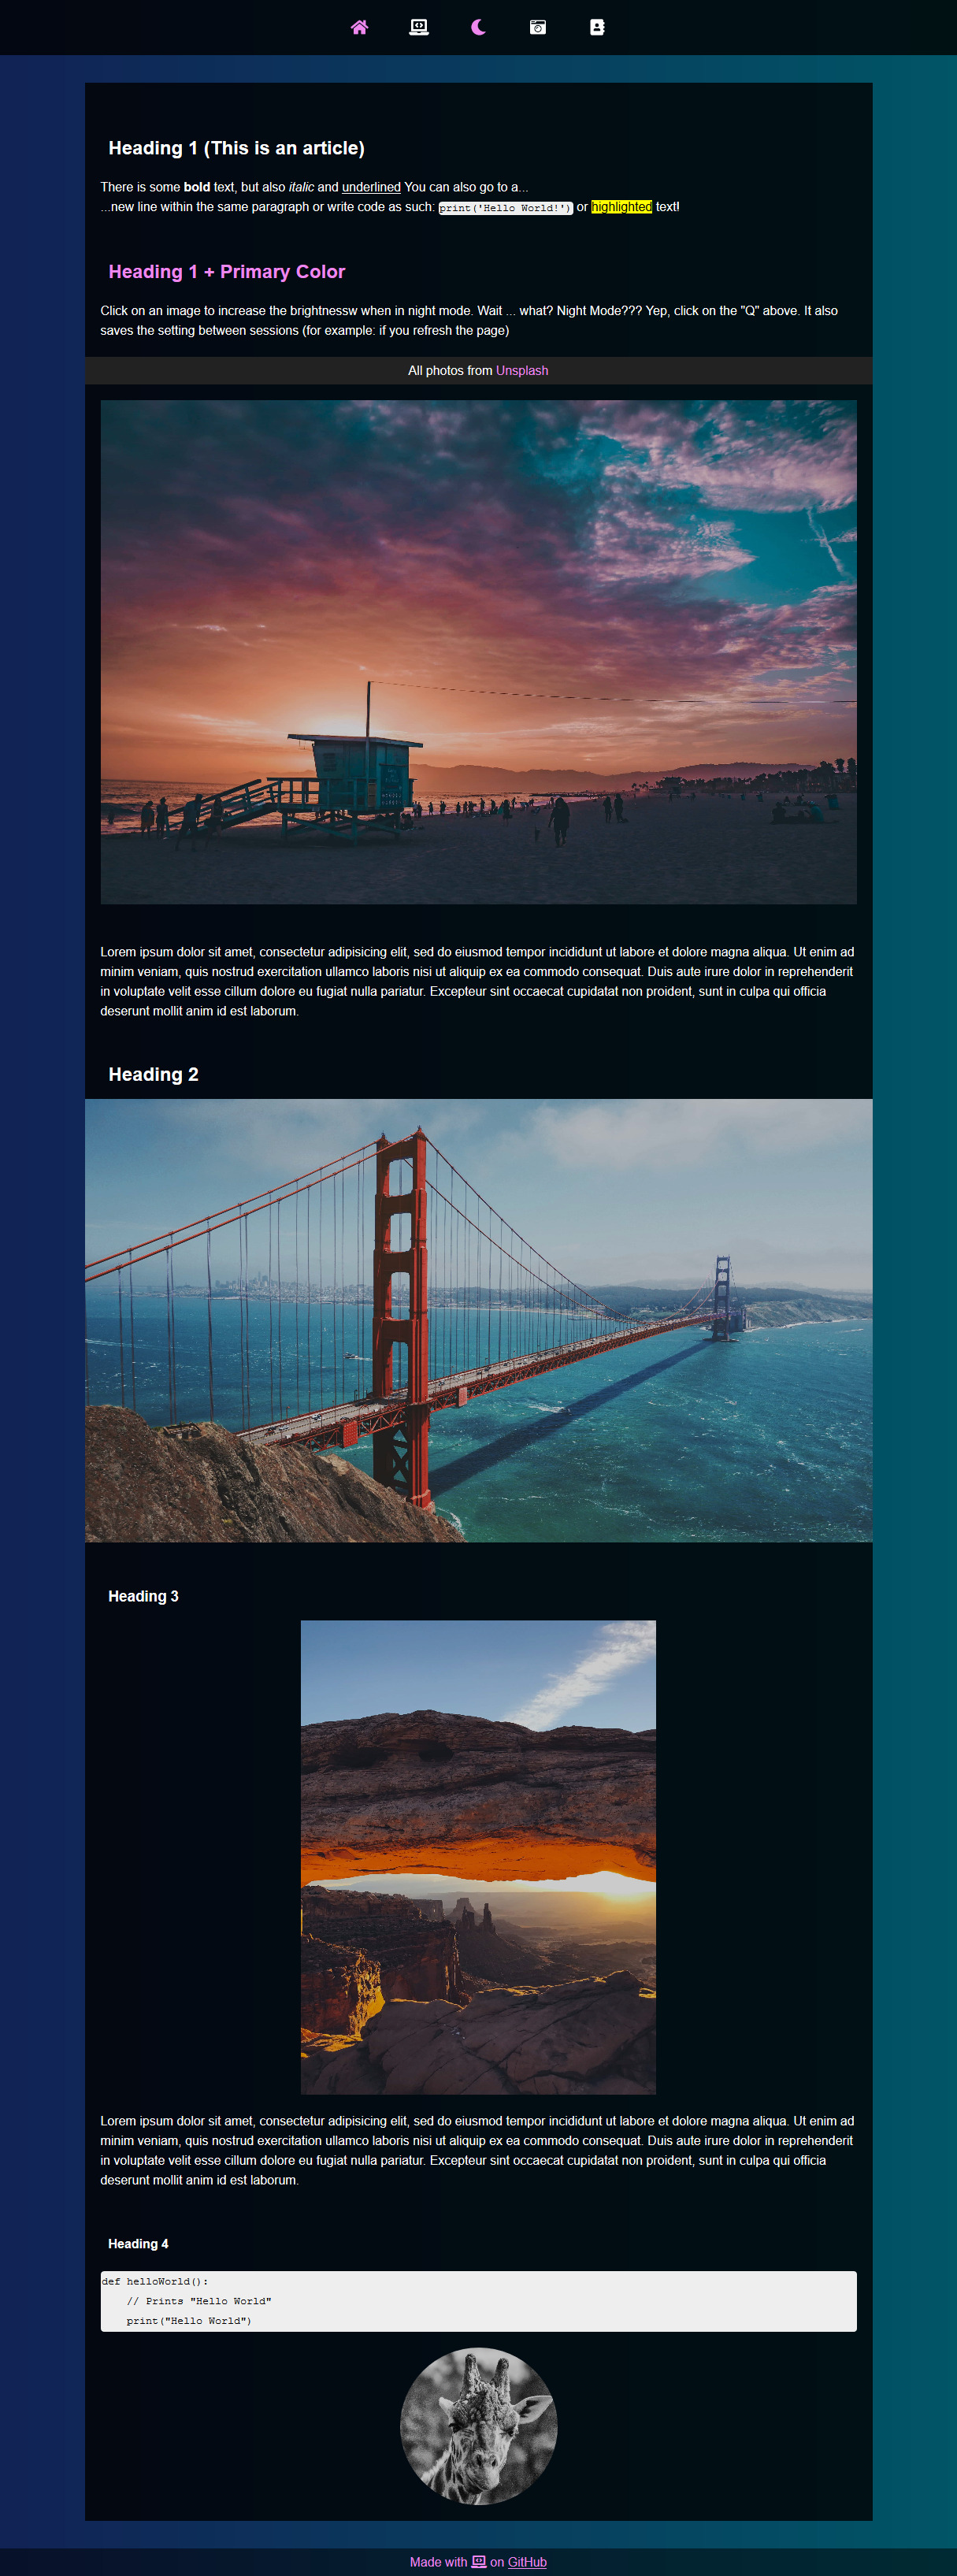 Heading 1 (This is an article)
There is some bold text, but also italic and underlined You can also go to a...
...new line within the same paragraph or write code as such: print('Hello World!') or highlighted text!
Heading 1 + Primary Color
Click on an image to increase the brightnessw when in night mode. Wait ... what? Night Mode??? Yep, click on the "Q" above. It also
saves the setting between sessions (for example: if you refresh the page)
All photos from Unsplash
Lorem ipsum dolor sit amet, consectetur adipisicing elit, sed do eiusmod tempor incididunt ut labore et dolore magna aliqua. Ut enim ad
minim veniam, quis nostrud exercitation ullamco laboris nisi ut aliquip ex ea commodo consequat. Duis aute irure dolor in reprehenderit
in voluptate velit esse cillum dolore eu fugiat nulla pariatur. Excepteur sint occaecat cupidatat non proident, sunt in culpa qui officia
deserunt mollit anim id est laborum.
Heading 2
Heading 3
Lorem ipsum dolor sit amet, consectetur adipisicing elit, sed do eiusmod tempor incididunt ut labore et dolore magna aliqua. Ut enim ad
minim veniam, quis nostrud exercitation ullamco laboris nisi ut aliquip ex ea commodo consequat. Duis aute irure dolor in reprehenderit
in voluptate velit esse cillum dolore eu fugiat nulla pariatur. Excepteur sint occaecat cupidatat non proident, sunt in culpa qui officia
deserunt mollit anim id est laborum.
Heading 4
def helloWorld():
    // Prints "Hello World"
    print("Hello World")
Made with on GitHub